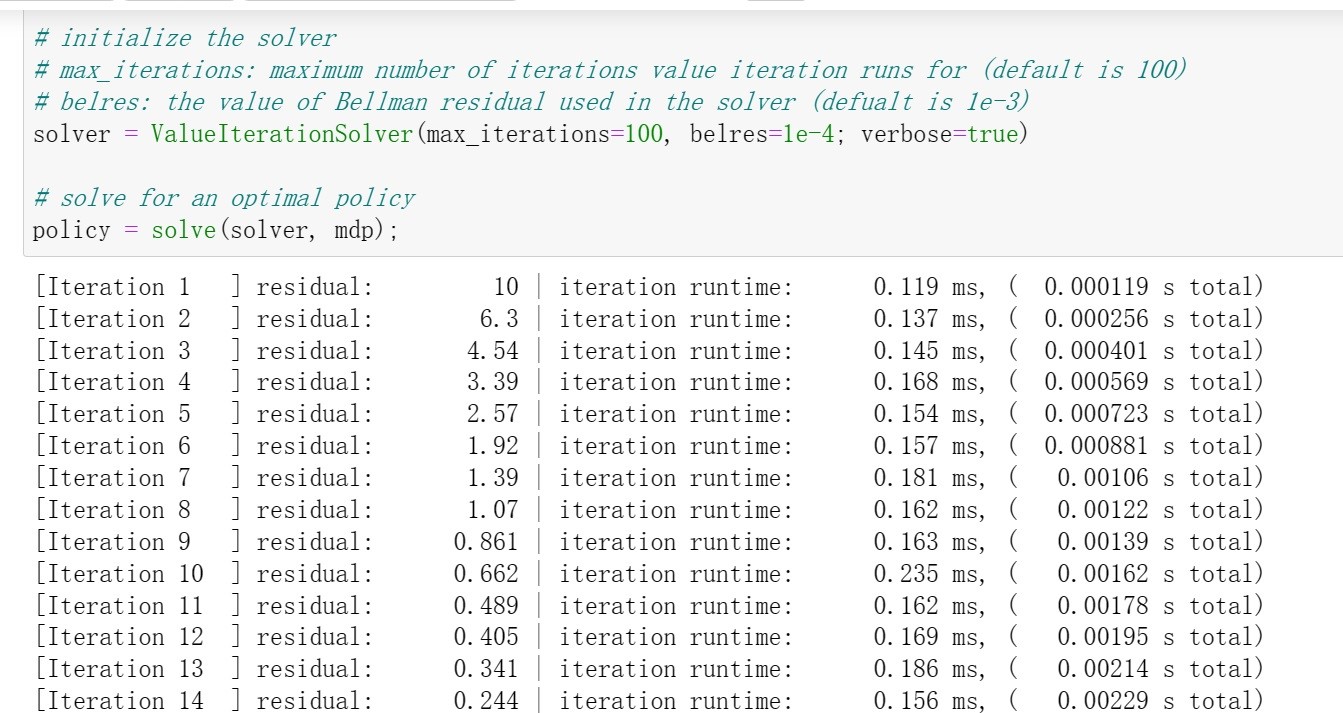 # initialize the solver
# max_iterations: maximum number of iterations value iteration runs for (default is 100)
# belres: the value of Bellman residual used in the solver (defualt is 1e-3)
solver = ValueIterationSolver(max_iterations=100, belres=1e-4; verbose=true)
# solve for an optimal policy
policy = solve(solver, mdp);
[Iteration 1   ] residual:         10 | iteration runtime:      0.119 ms, (  0.000119 s total)
[Iteration 2   ] residual:        6.3 | iteration runtime:      0.137 ms, (  0.000256 s total)
[Iteration 3   ] residual:       4.54 | iteration runtime:      0.145 ms, (  0.000401 s total)
[Iteration 4   ] residual:       3.39 | iteration runtime:      0.168 ms, (  0.000569 s total)
[Iteration 5   ] residual:       2.57 | iteration runtime:      0.154 ms, (  0.000723 s total)
[Iteration 6   ] residual:       1.92 | iteration runtime:      0.157 ms, (  0.000881 s total)
[Iteration 7   ] residual:       1.39 | iteration runtime:      0.181 ms, (   0.00106 s total)
[Iteration 8   ] residual:       1.07 | iteration runtime:      0.162 ms, (   0.00122 s total)
[Iteration 9   ] residual:      0.861 | iteration runtime:      0.163 ms, (   0.00139 s total)
[Iteration 10  ] residual:      0.662 | iteration runtime:      0.235 ms, (   0.00162 s total)
[Iteration 11  ] residual:      0.489 | iteration runtime:      0.162 ms, (   0.00178 s total)
[Iteration 12  ] residual:      0.405 | iteration runtime:      0.169 ms, (   0.00195 s total)
[Iteration 13  ] residual:      0.341 | iteration runtime:      0.186 ms, (   0.00214 s total)
[Iteration 14  ] residual:      0.244 | iteration runtime:      0.156 ms, (   0.00229 s total)